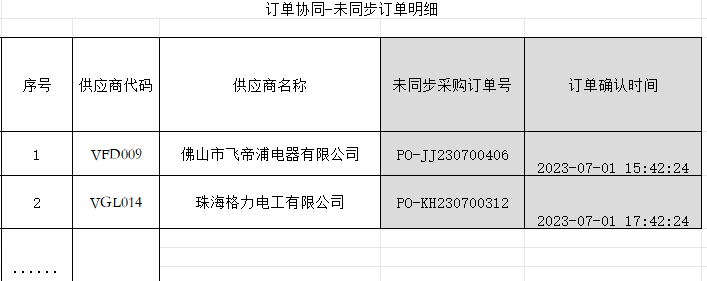 订单协同-未同步订单明细
序号 供应商代码 供应商名称 未同步采购订单号 订单确认时间
1 VFD009 佛山市飞帝浦电器有限公司 PO-JJ230700406 2023-07-01 15:42:24
2 VGL014 珠海格力电工有限公司 PO-KH230700312 2023-07-01 17:42:24
......